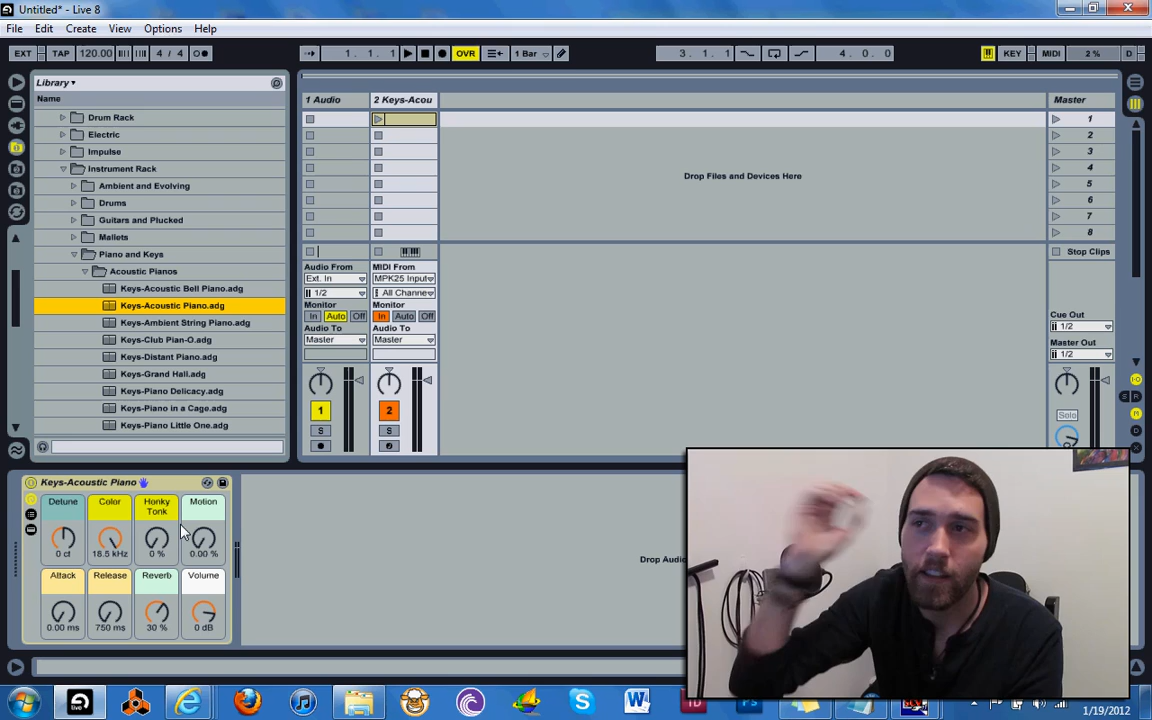 Untitled* - Live 8
File Edit Create View Options Help
EXT TAP 120.00 4 / 4 1. 1. 1 OVR 1 Bar 3. 1. 1 4. 0. 0 KEY MIDI 2 % D
Library
Name
Drum Rack
Electric
Impulse
Instrument Rack
Ambient and Evolving
Drums
Guitars and Plucked
Mallets
Piano and Keys
Acoustic Pianos
Keys-Acoustic Bell Piano.adg
Keys-Acoustic Piano.adg
Keys-Ambient String Piano.adg
Keys-Club Pian-O.adg
Keys-Distant Piano.adg
Keys-Grand Hall.adg
Keys-Piano Delicacy.adg
Keys-Piano in a Cage.adg
Keys-Piano Little One.adg
1 Audio 2 Keys-Acou Master
1
2
3
4
5
6
7
8
Drop Files and Devices Here
Stop Clips
Audio From
Ext. In
1/2
Monitor
In Auto Off
Audio To
Master
1
S
MIDI From
MPK25 Input
All Channe
Monitor
In Auto Off
Audio To
Master
2
S
Cue Out
1/2
Master Out
1/2
Solo
S R
M
D
Keys-Acoustic Piano
Detune Color Honky Tonk Motion
0 ct 18.5 kHz 0 % 0.00 %
Attack Release Reverb Volume
0.00 ms 750 ms 30 % 0 dB
Drop Audio
live
1/19/2012